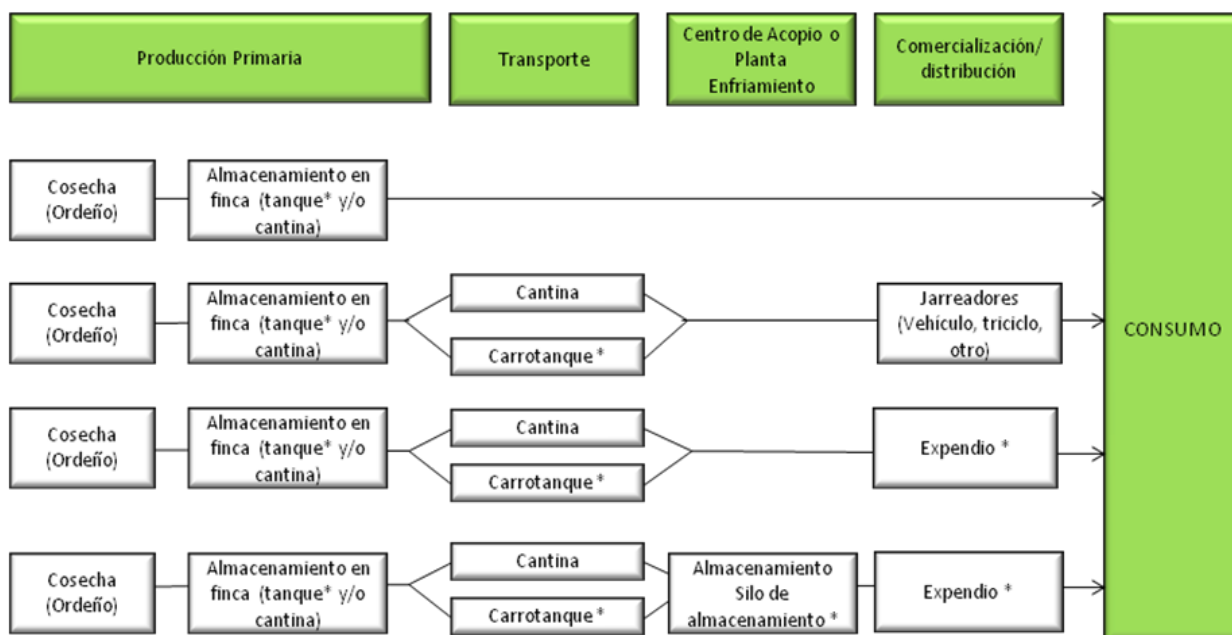 Producción Primaria
Transporte
Centro de Acopio o
Planta
Enfriamiento
Comercialización/
distribución
Cosecha
(Ordeño)
Almacenamiento en
finca (tanque* y/o
cantina)
Cosecha
(Ordeño)
Almacenamiento en
finca (tanque* y/o
cantina)
Cantina
Carrotanque *
Jarreadores
(Vehículo, triciclo,
otro)
CONSUMO
Cosecha
(Ordeño)
Almacenamiento en
finca (tanque* y/o
cantina)
Cantina
Carrotanque *
Expendio *
Cosecha
(Ordeño)
Almacenamiento en
finca (tanque* y/o
cantina)
Cantina
Carrotanque *
Almacenamiento
Silo de
almacenamiento *
Expendio *